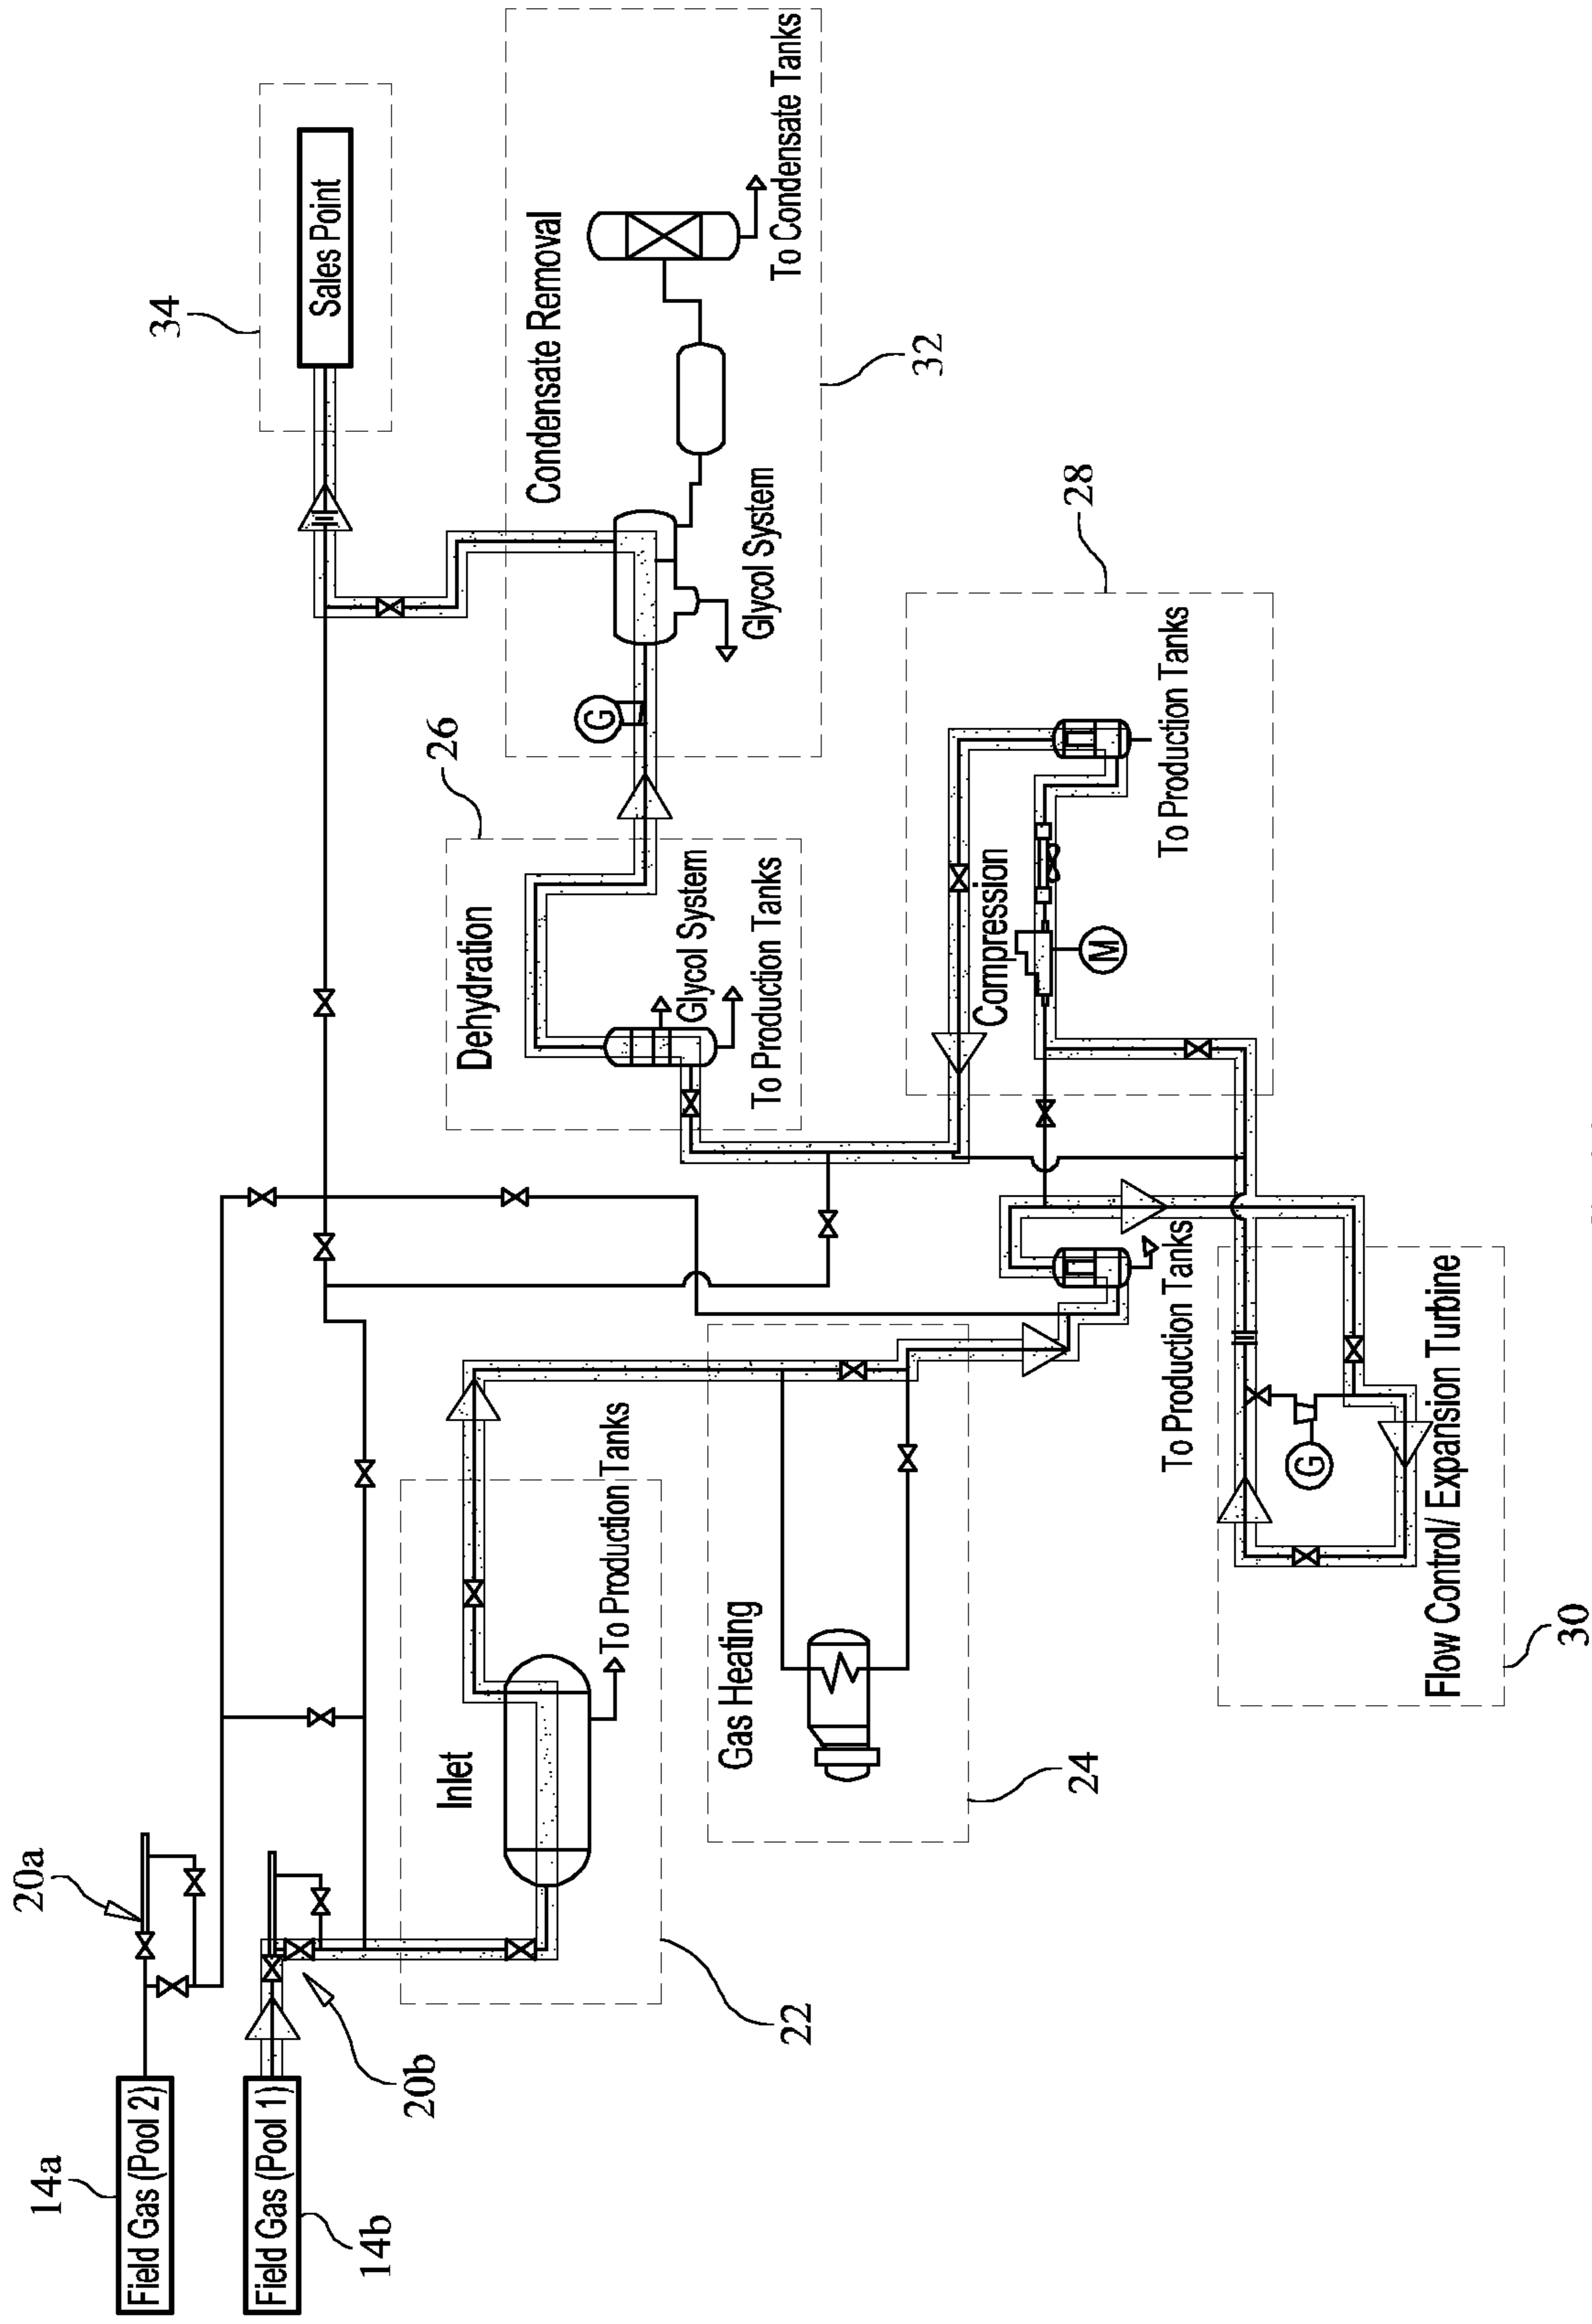 14a
Field Gas (Pool 2)
20a
14b
Field Gas (Pool 1)
20b
34
Sales Point
Inlet
To Production Tanks
22
Dehydration
Glycol System
To Production Tanks
26
Condensate Removal
G
Glycol System
To Condensate Tanks
32
Gas Heating
24
To Production Tanks
Compression
M
To Production Tanks
28
G
Flow Control/ Expansion Turbine
30